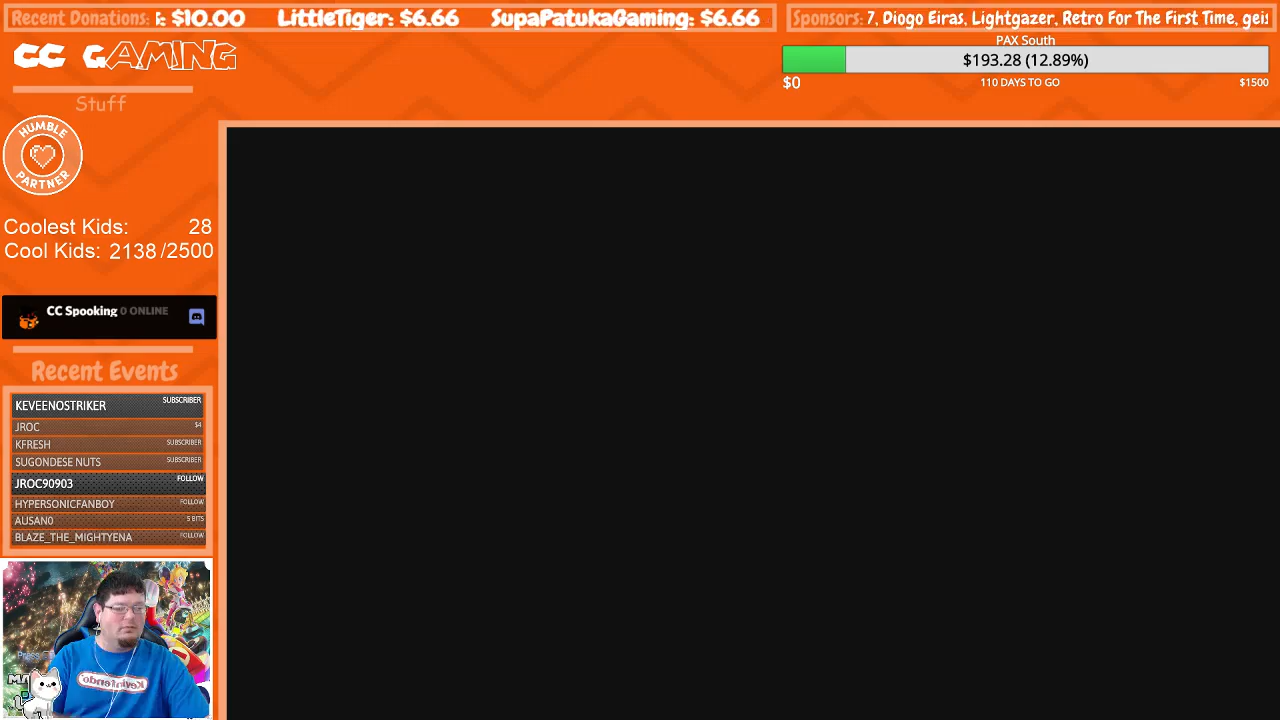 Recent Donations: : $10.00 LittleTiger: $6.66 SupaPatukaGaming: $6.66
Sponsors: 7, Diogo Eiras, Lightgazer, Retro For The First Time, geis
CC GAMING
PAX South
$193.28 (12.89%)
$0 110 DAYS TO GO $1500
Stuff
HUMBLE
PARTNER
Coolest Kids: 28
Cool Kids: 2138/2500
CC Spooking 0 ONLINE
Recent Events
KEVEENOSTRIKER SUBSCRIBER
JROC $4
KFRESH SUBSCRIBER
SUGONDESE NUTS SUBSCRIBER
JROC90903 FOLLOW
HYPERSONICFANBOY FOLLOW
AUSAN0 5 BITS
BLAZE_THE_MIGHTYENA FOLLOW
Press